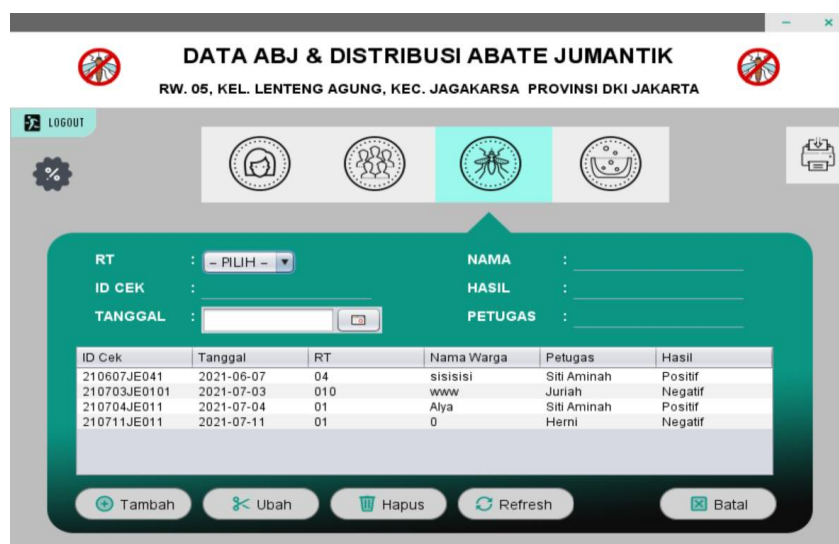 DATA ABJ & DISTRIBUSI ABATE JUMANTIK
RW. 05, KEL. LENTENG AGUNG, KEC. JAGAKARSA PROVINSI DKI JAKARTA
LOGOUT
%
RT : – PILIH – NAMA :
ID CEK : HASIL :
TANGGAL : PETUGAS :
ID Cek Tanggal RT Nama Warga Petugas Hasil
210607JE041 2021-06-07 04 sisisisi Siti Aminah Positif
210703JE0101 2021-07-03 010 www Juriah Negatif
210704JE011 2021-07-04 01 Alya Siti Aminah Positif
210711JE011 2021-07-11 01 0 Herni Negatif
Tambah Ubah Hapus Refresh Batal